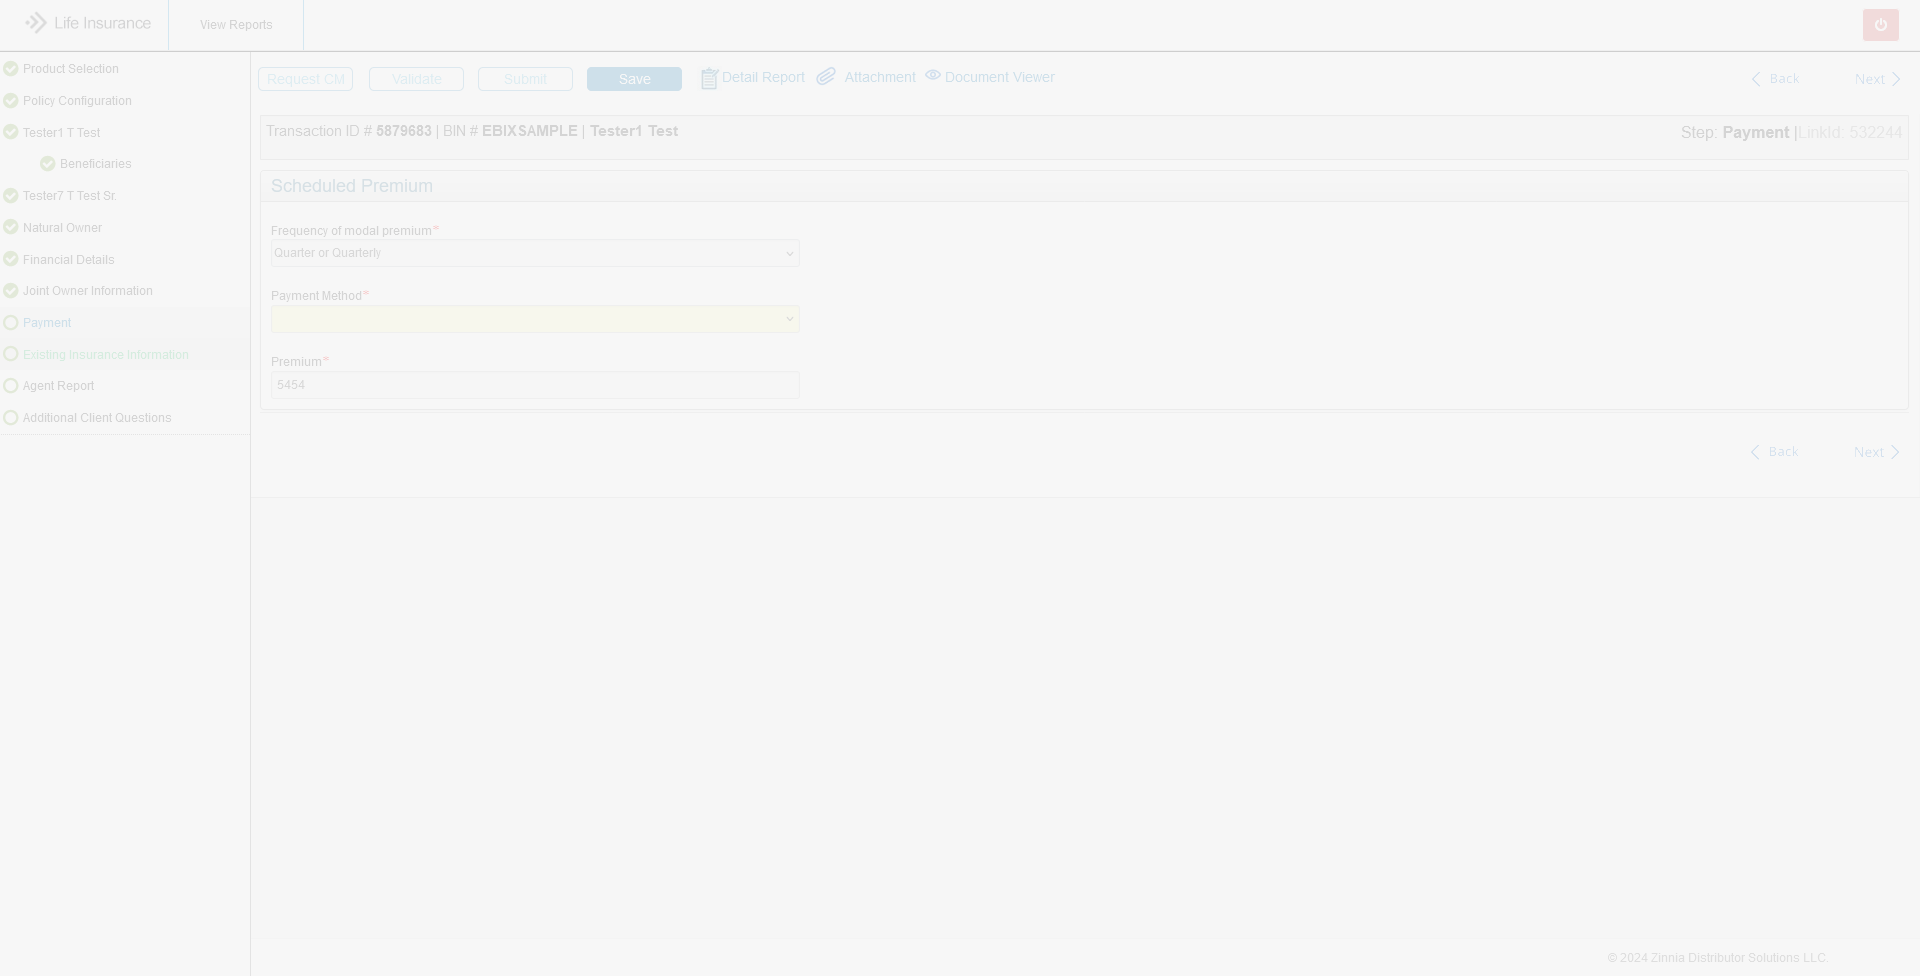 Life Insurance
View Reports
Product Selection
Policy Configuration
Tester1 T Test
Beneficiaries
Tester7 T Test Sr.
Natural Owner
Financial Details
Joint Owner Information
Payment
Existing Insurance Information
Agent Report
Additional Client Questions
Request CM Validate Submit Save Detail Report Attachment Document Viewer Back Next
Transaction ID # 5879683 | BIN # EBIXSAMPLE | Tester1 Test
Step: Payment |LinkId: 532244
Scheduled Premium
Frequency of modal premium*
Quarter or Quarterly
Payment Method*
Premium*
5454
Back Next
© 2024 Zinnia Distributor Solutions LLC.